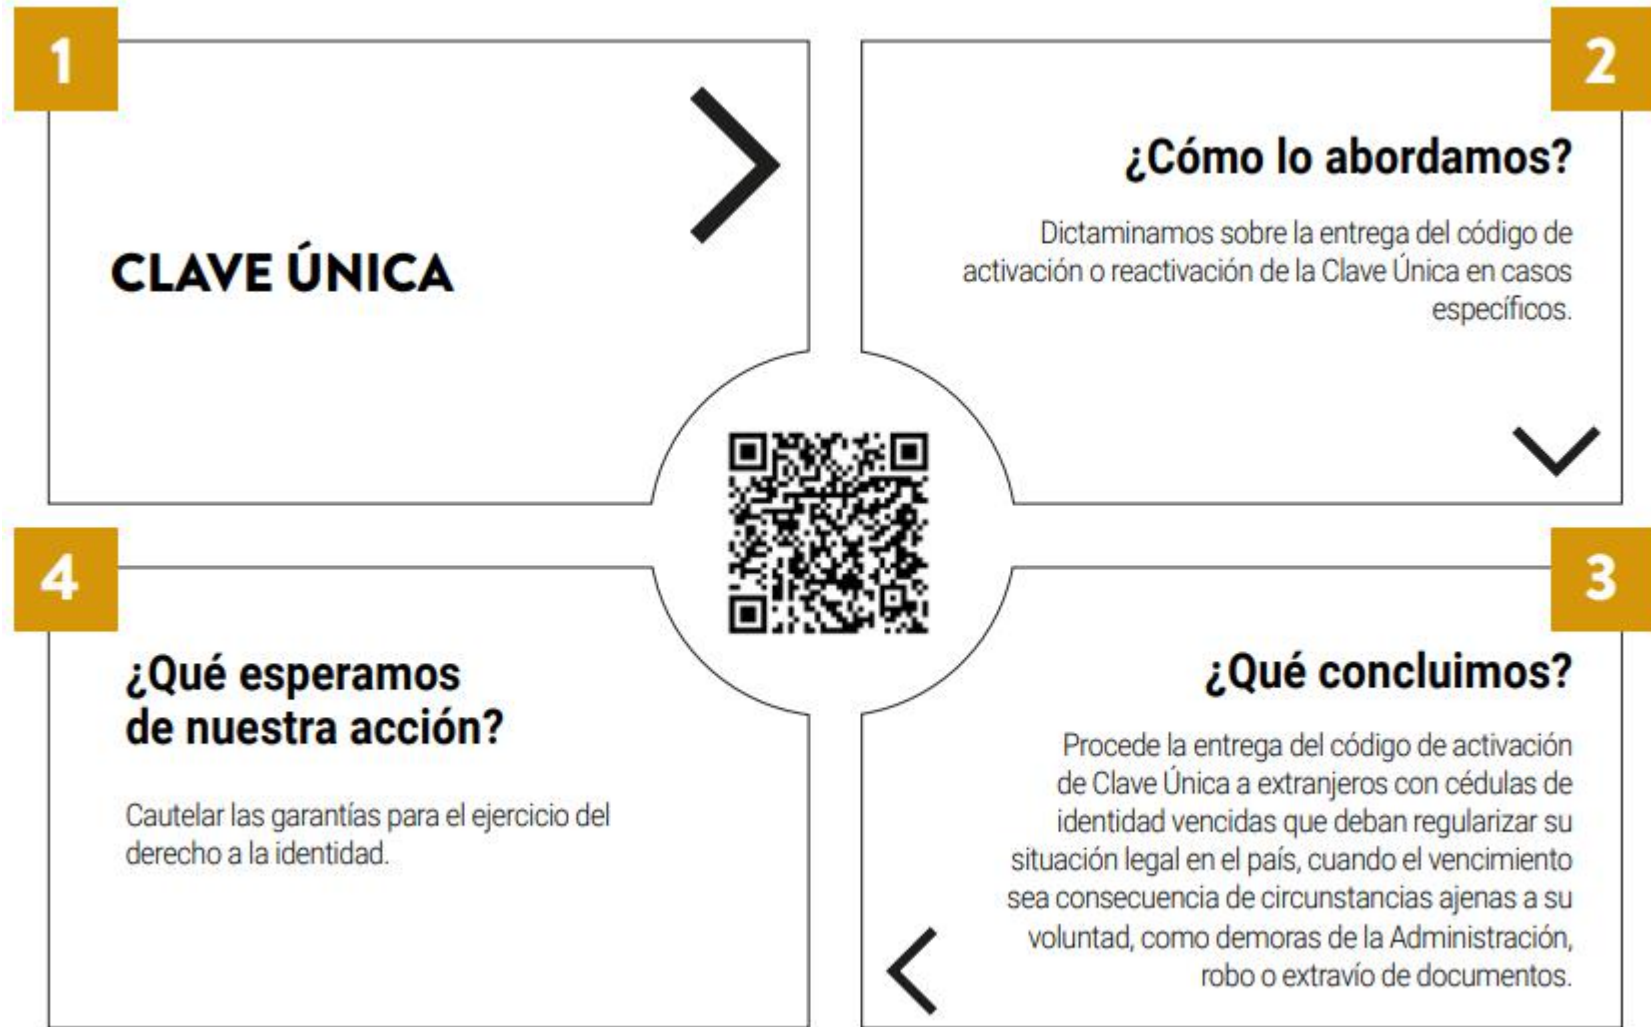 1
CLAVE ÚNICA
2
¿Cómo lo abordamos?
Dictaminamos sobre la entrega del código de
activación o reactivación de la Clave Única en casos
específicos.
3
¿Qué concluimos?
Procede la entrega del código de activación
de Clave Única a extranjeros con cédulas de
identidad vencidas que deban regularizar su
situación legal en el país, cuando el vencimiento
sea consecuencia de circunstancias ajenas a su
voluntad, como demoras de la Administración,
robo o extravío de documentos.
4
¿Qué esperamos
de nuestra acción?
Cautelar las garantías para el ejercicio del
derecho a la identidad.